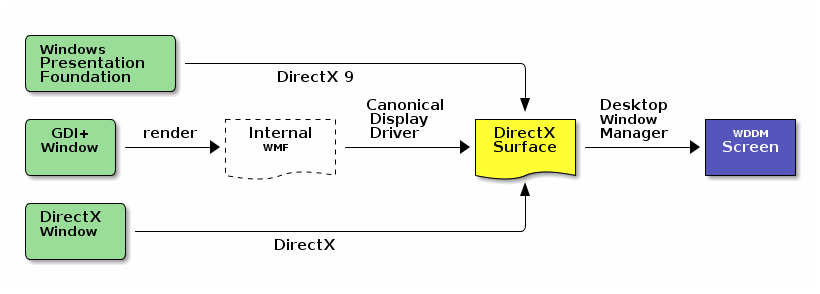 Windows
Presentation
Foundation
DirectX 9
GDI+
Window
render
Internal
WMF
Canonical
Display
Driver
DirectX
Surface
Desktop
Window
Manager
WDDM
Screen
DirectX
Window
DirectX